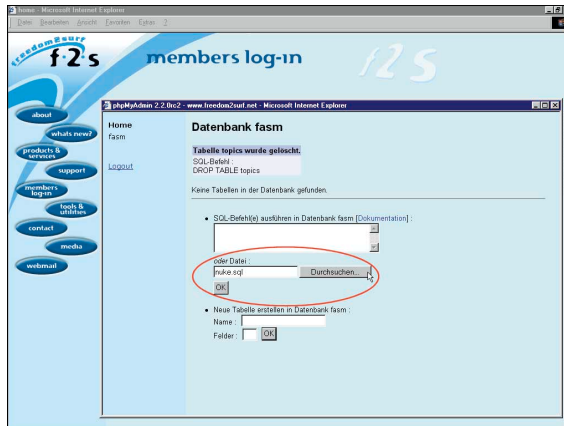 home - Microsoft Internet Explorer
Datei Bearbeiten Ansicht Favoriten Extras ?
freedom2surf
f·2·s
members log-ın
f2s
about
whats new?
products & services
support
members log-in
tools & utilities
contact
media
webmail
phpMyAdmin 2.2.0rc2 - www.freedom2surf.net - Microsoft Internet Explorer
Home
fasm
Logout
Datenbank fasm
Tabelle topics wurde gelöscht.
SQL-Befehl :
DROP TABLE topics
Keine Tabellen in der Datenbank gefunden.
SQL-Befehl(e) ausführen in Datenbank fasm [Dokumentation] :
oder Datei :
nuke.sql Durchsuchen...
OK
Neue Tabelle erstellen in Datenbank fasm :
Name :
Felder : OK